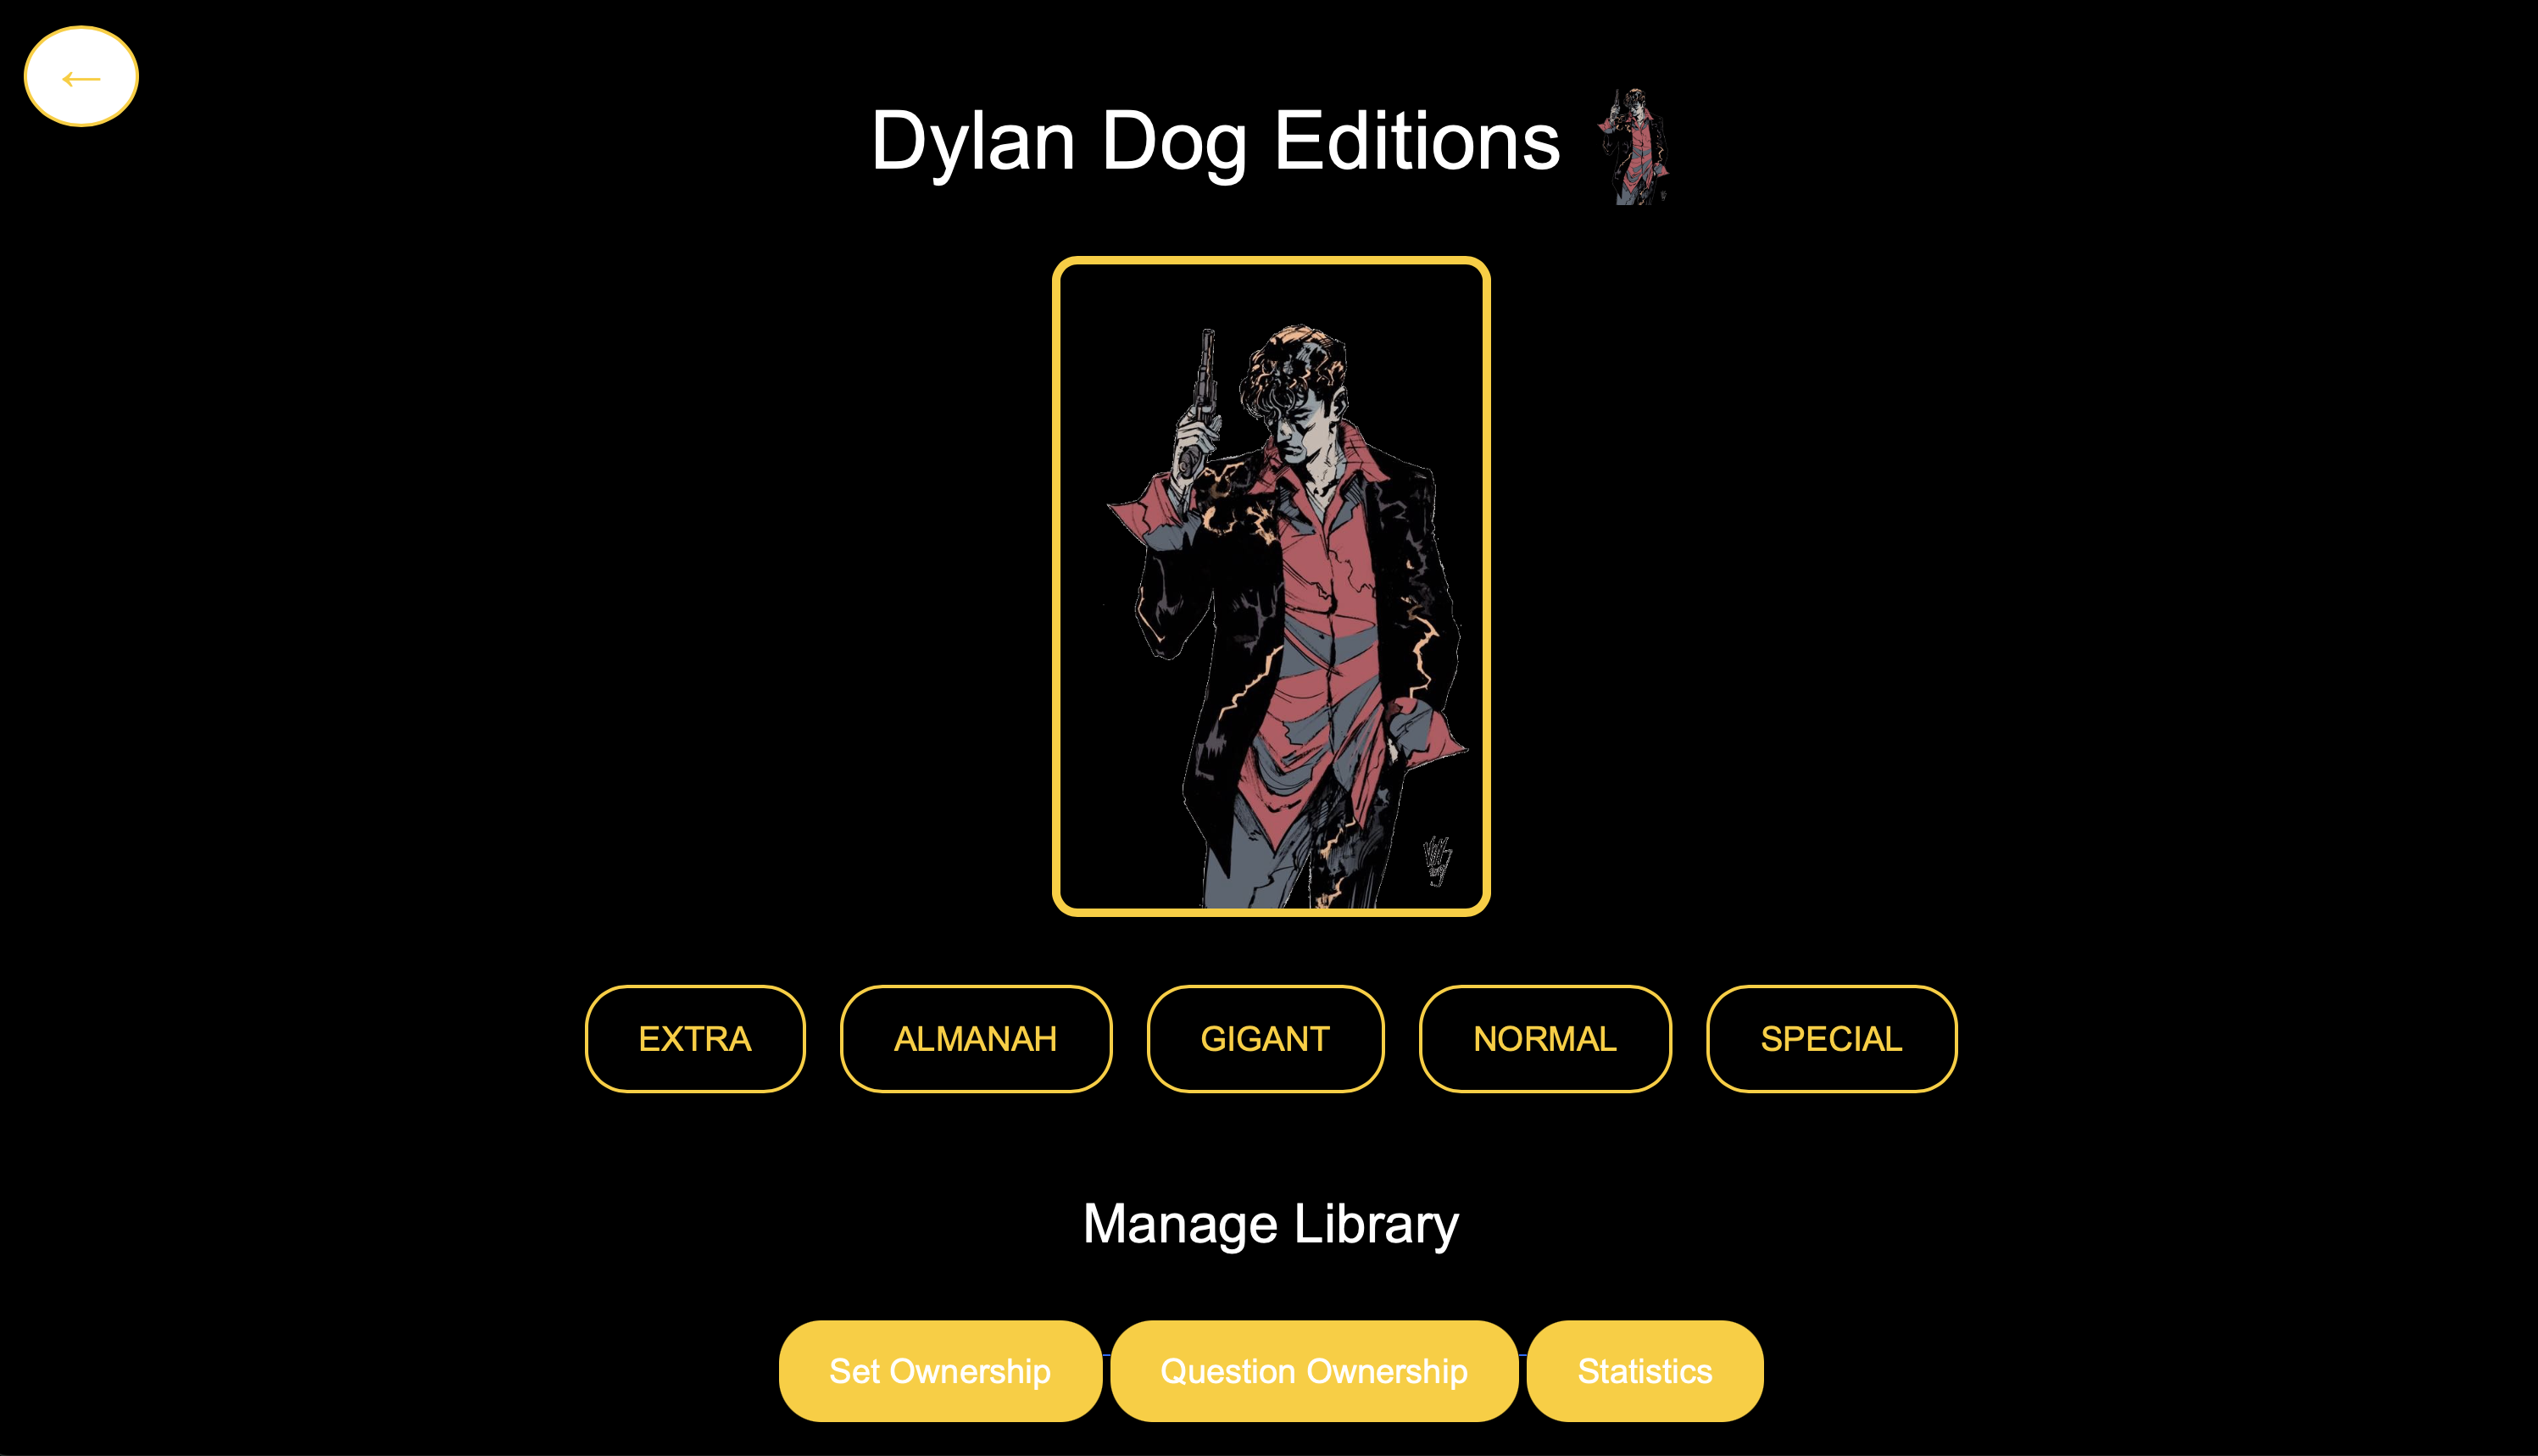 ←
Dylan Dog Editions
EXTRA
ALMANAH
GIGANT
NORMAL
SPECIAL
Manage Library
Set Ownership
Question Ownership
Statistics